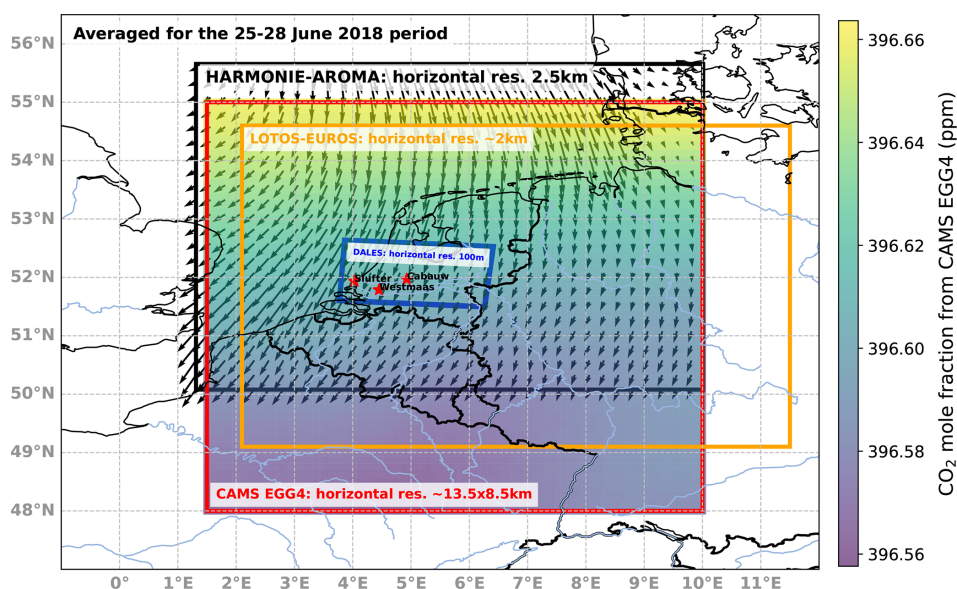 Averaged for the 25-28 June 2018 period
HARMONIE-AROMA: horizontal res. 2.5km
LOTOS-EUROS: horizontal res. ~2km
DALES: horizontal res. 100m
Slufter
Cabauw
Westmaas
CAMS EGG4: horizontal res. ~13.5x8.5km
56°N
55°N
54°N
53°N
52°N
51°N
50°N
49°N
48°N
0°
1°E
2°E
3°E
4°E
5°E
6°E
7°E
8°E
9°E
10°E
11°E
396.66
396.64
396.62
396.60
396.58
396.56
CO₂ mole fraction from CAMS EGG4 (ppm)